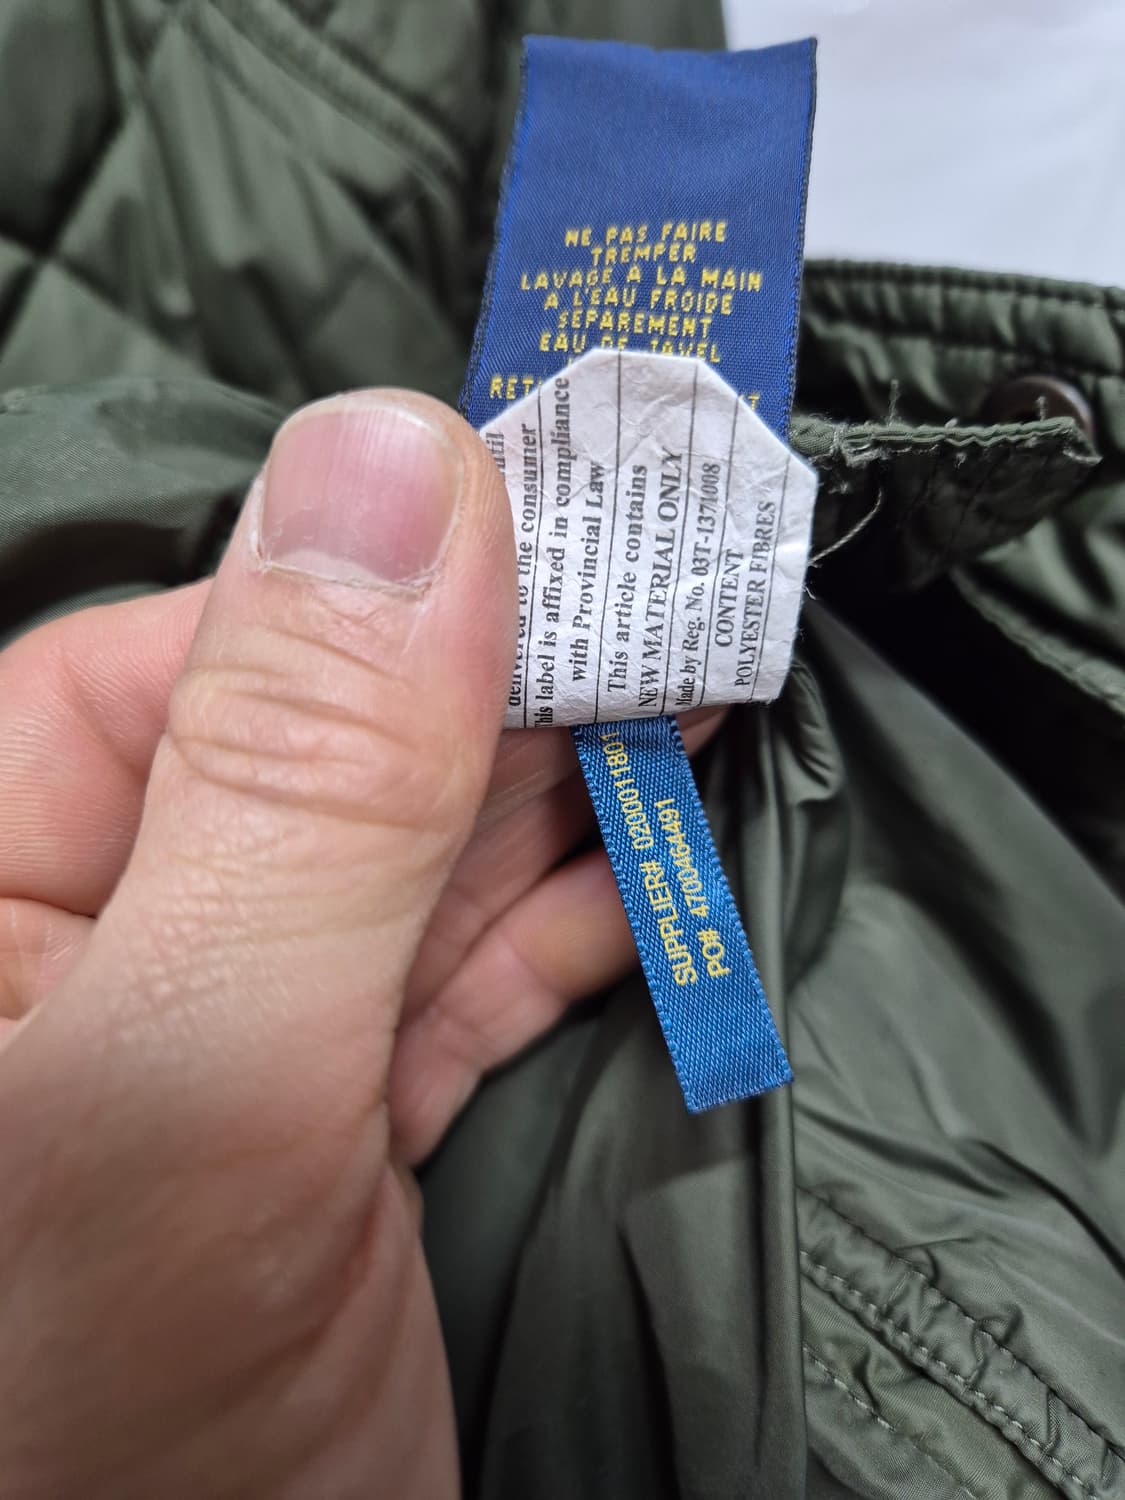 NE PAS FAIRE
TREMPER
LAVAGE A LA MAIN
A L'EAU FROIDE
SEPAREMENT
EAU DE JAVEL
delivered to the consumer
This label is affixed in compliance
with Provincial Law
This article contains
NEW MATERIAL ONLY
Made by Reg. No. 03T-1371008
CONTENT
POLYESTER FIBRES
SUPPLIER# 0200011801
PO# 4700464491